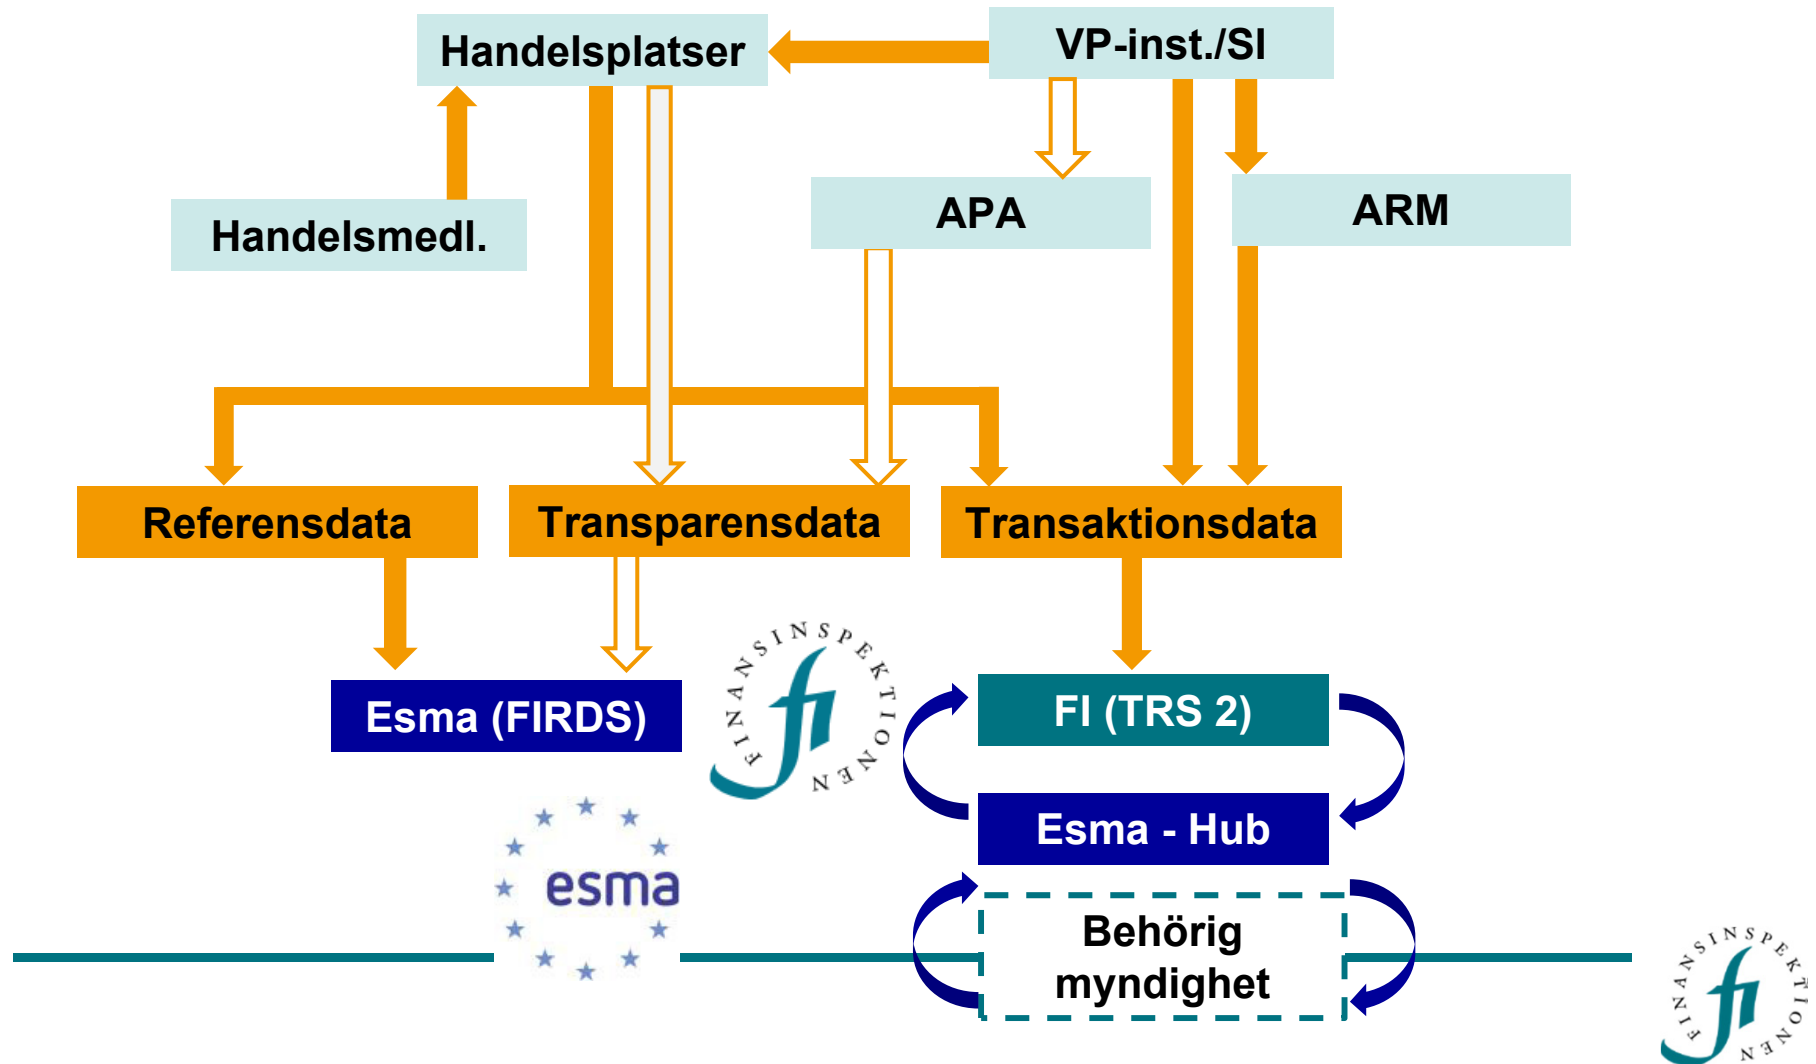 Handelsplatser
VP-inst./SI
Handelsmedl.
APA
ARM
Referensdata
Transparensdata
Transaktionsdata
Esma (FIRDS)
FINANSINSPEKTIONEN
fi
FI (TRS 2)
Esma - Hub
esma
Behörig
myndighet
FINANSINSPEKTIONEN
fi